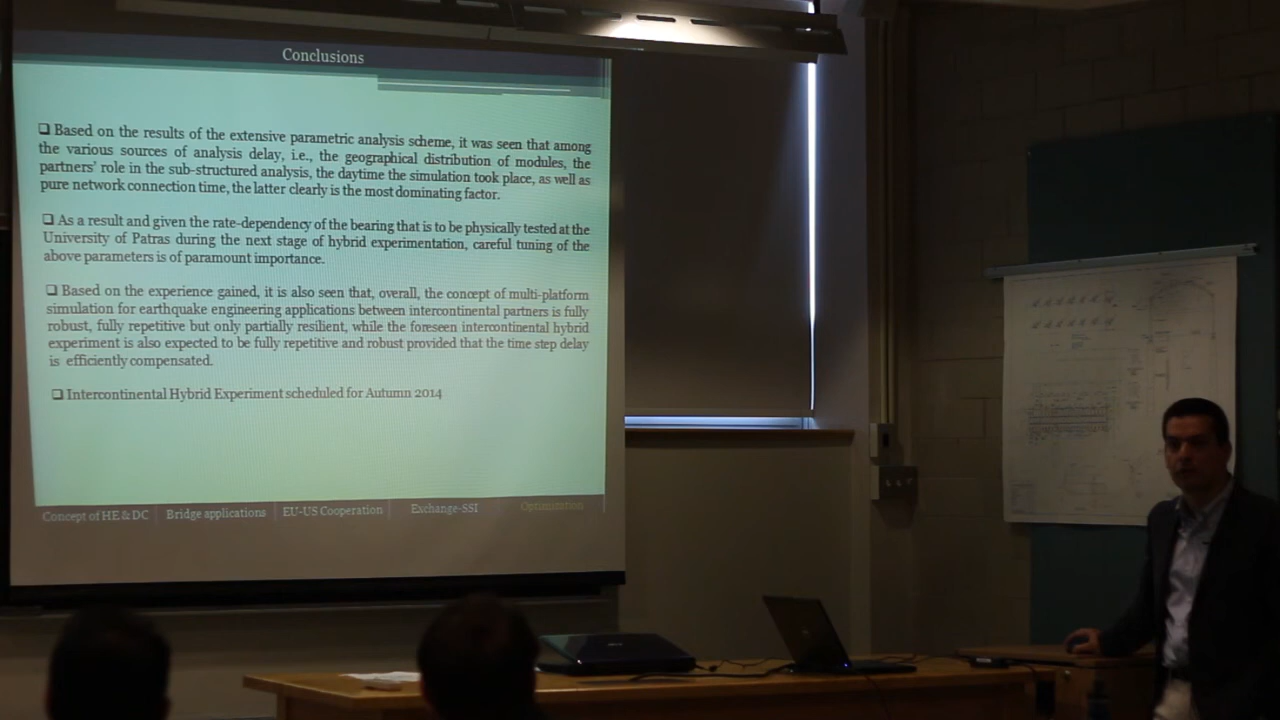 Conclusions
❑ Based on the results of the extensive parametric analysis scheme, it was seen that among
the various sources of analysis delay, i.e., the geographical distribution of modules, the
partners' role in the sub-structured analysis, the daytime the simulation took place, as well as
pure network connection time, the latter clearly is the most dominating factor.
❑ As a result and given the rate-dependency of the bearing that is to be physically tested at the
University of Patras during the next stage of hybrid experimentation, careful tuning of the
above parameters is of paramount importance.
❑ Based on the experience gained, it is also seen that, overall, the concept of multi-platform
simulation for earthquake engineering applications between intercontinental partners is fully
robust, fully repetitive but only partially resilient, while the foreseen intercontinental hybrid
experiment is also expected to be fully repetitive and robust provided that the time step delay
is efficiently compensated.
❑ Intercontinental Hybrid Experiment scheduled for Autumn 2014
Concept of HE & DC Bridge applications EU-US Cooperation Exchange-SSI Optimization